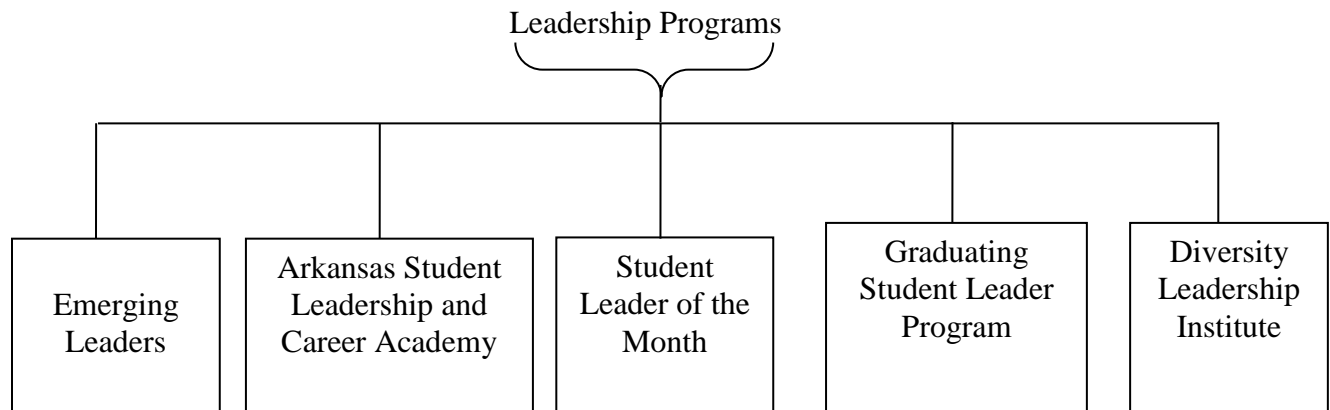 Leadership Programs
Emerging
Leaders
Arkansas Student
Leadership and
Career Academy
Student
Leader of the
Month
Graduating
Student Leader
Program
Diversity
Leadership
Institute